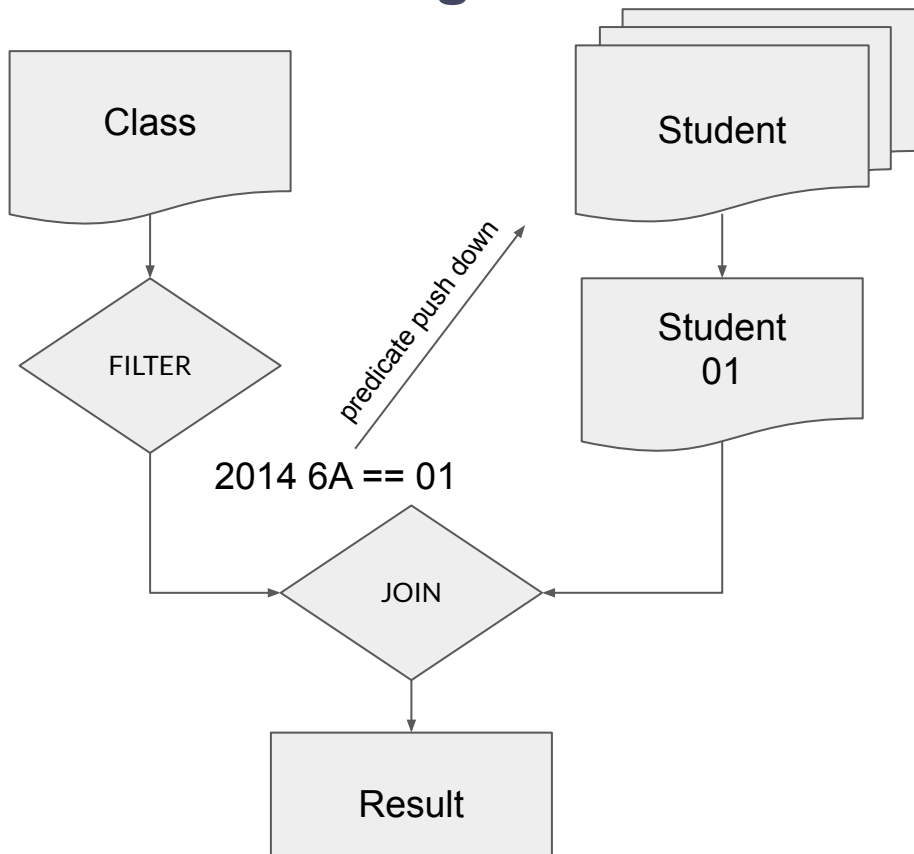 Class
Student
FILTER
predicate push down
Student
01
2014 6A == 01
JOIN
Result